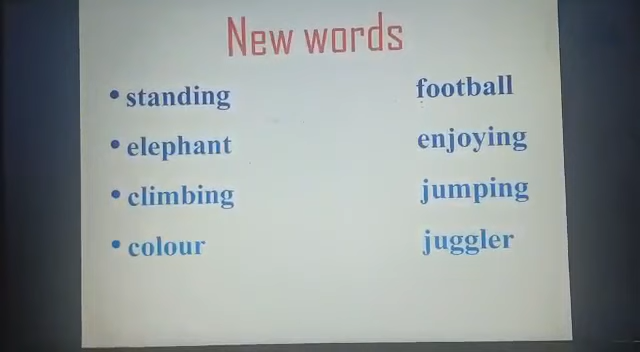 New words
• standing football
• elephant enjoying
• climbing jumping
• colour juggler